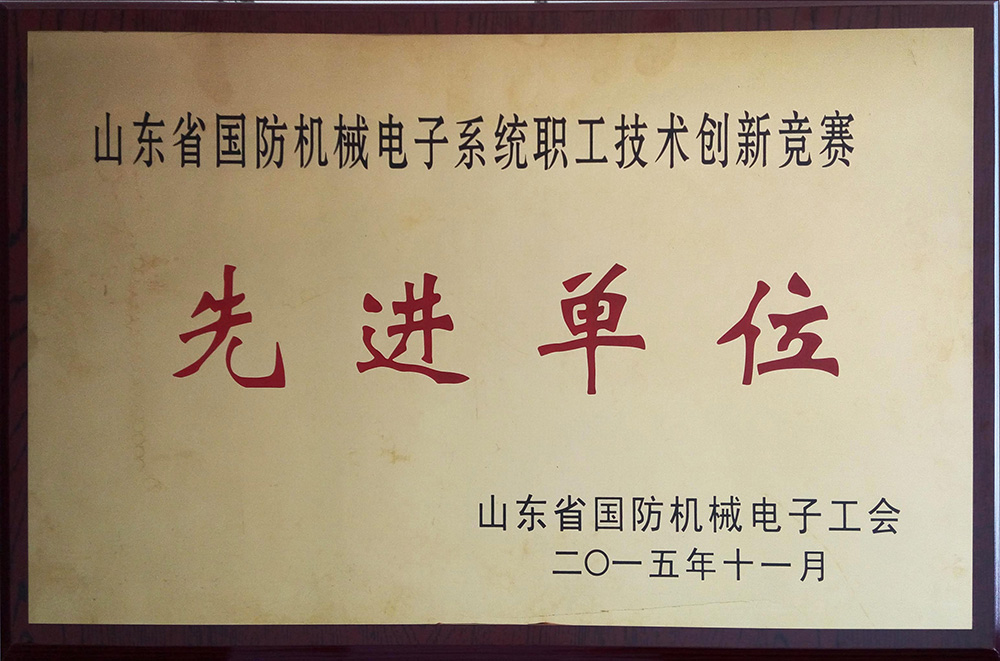 山东省国防机械电子系统职工技术创新竞赛
先进单位
山东省国防机械电子工会
二〇一五年十一月